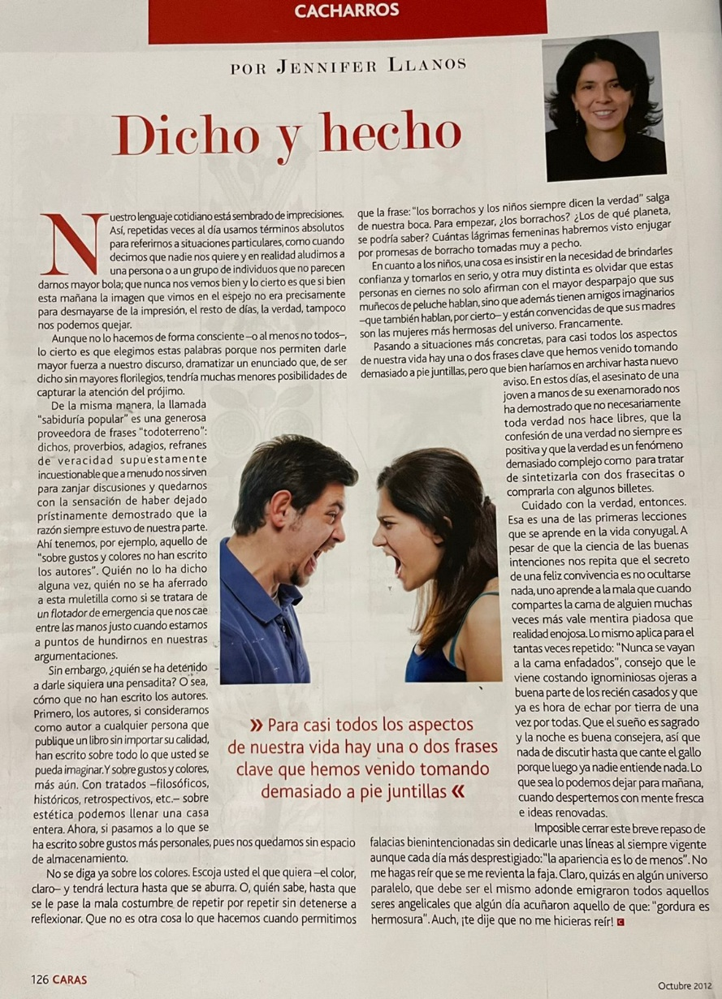 CACHARROS
POR JENNIFER LLANOS
Dicho y hecho
Nuestro lenguaje cotidiano está sembrado de imprecisiones.
Así, repetidas veces al día usamos términos absolutos
para referirnos a situaciones particulares, como cuando
decimos que nadie nos quiere y en realidad aludimos a
una persona o a un grupo de individuos que no parecen
darnos mayor bola; que nunca nos vemos bien y lo cierto es que si bien
esta mañana la imagen que vimos en el espejo no era precisamente
para desmayarse de la impresión, el resto de días, la verdad, tampoco
nos podemos quejar.
Aunque no lo hacemos de forma consciente –o al menos no todos–,
lo cierto es que elegimos estas palabras porque nos permiten darle
mayor fuerza a nuestro discurso, dramatizar un enunciado que, de ser
dicho sin mayores florilegios, tendría muchas menores posibilidades de
capturar la atención del prójimo.
De la misma manera, la llamada
"sabiduría popular" es una generosa
proveedora de frases "todoterreno":
dichos, proverbios, adagios, refranes
de veracidad supuestamente
incuestionable que a menudo nos sirven
para zanjar discusiones y quedarnos
con la sensación de haber dejado
prístinamente demostrado que la
razón siempre estuvo de nuestra parte.
Ahí tenemos, por ejemplo, aquello de
"sobre gustos y colores no han escrito
los autores". Quién no lo ha dicho
alguna vez, quién no se ha aferrado
a esta muletilla como si se tratara de
un flotador de emergencia que nos cae
entre las manos justo cuando estamos
a puntos de hundirnos en nuestras
argumentaciones.
Sin embargo, ¿quién se ha detenido
a darle siquiera una pensadita? O sea,
cómo que no han escrito los autores.
Primero, los autores, si consideramos
como autor a cualquier persona que
publique un libro sin importar su calidad,
han escrito sobre todo lo que usted se
pueda imaginar. Y sobre gustos y colores,
más aún. Con tratados –filosóficos,
históricos, retrospectivos, etc.– sobre
estética podemos llenar una casa
entera. Ahora, si pasamos a lo que se
ha escrito sobre gustos más personales, pues nos quedamos sin espacio
de almacenamiento.
No se diga ya sobre los colores. Escoja usted el que quiera –el color,
claro– y tendrá lectura hasta que se aburra. O, quién sabe, hasta que
se le pase la mala costumbre de repetir por repetir sin detenerse a
reflexionar. Que no es otra cosa lo que hacemos cuando permitimos
que la frase: "los borrachos y los niños siempre dicen la verdad" salga
de nuestra boca. Para empezar, ¿los borrachos? ¿Los de qué planeta,
se podría saber? Cuántas lágrimas femeninas habremos visto enjugar
por promesas de borracho tomadas muy a pecho.
En cuanto a los niños, una cosa es insistir en la necesidad de brindarles
confianza y tomarlos en serio, y otra muy distinta es olvidar que estas
personas en ciernes no solo afirman con el mayor desparpajo que sus
muñecos de peluche hablan, sino que además tienen amigos imaginarios
–que también hablan, por cierto– y están convencidas de que sus madres
son las mujeres más hermosas del universo. Francamente.
Pasando a situaciones más concretas, para casi todos los aspectos
de nuestra vida hay una o dos frases clave que hemos venido tomando
demasiado a pie juntillas, pero que bien haríamos en archivar hasta nuevo
aviso. En estos días, el asesinato de una
joven a manos de su exenamorado nos
ha demostrado que no necesariamente
toda verdad nos hace libres, que la
confesión de una verdad no siempre es
positiva y que la verdad es un fenómeno
demasiado complejo como para tratar
de sintetizarla con dos frasecitas o
comprarla con algunos billetes.
Cuidado con la verdad, entonces.
Esa es una de las primeras lecciones
que se aprende en la vida conyugal. A
pesar de que la ciencia de las buenas
intenciones nos repita que el secreto
de una feliz convivencia es no ocultarse
nada, uno aprende a la mala que cuando
compartes la cama de alguien muchas
veces más vale mentira piadosa que
realidad enojosa. Lo mismo aplica para el
tantas veces repetido: "Nunca se vayan
a la cama enfadados", consejo que le
viene costando ignominiosas ojeras a
buena parte de los recién casados y que
ya es hora de echar por tierra de una
vez por todas. Que el sueño es sagrado
y la noche es buena consejera, así que
nada de discutir hasta que cante el gallo
porque luego ya nadie entiende nada. Lo
que sea lo podemos dejar para mañana,
cuando despertemos con mente fresca
e ideas renovadas.
Imposible cerrar este breve repaso de
falacias bienintencionadas sin dedicarle unas líneas al siempre vigente
aunque cada día más desprestigiado: "la apariencia es lo de menos". No
me hagas reír que se me revienta la faja. Claro, quizás en algún universo
paralelo, que debe ser el mismo adonde emigraron todos aquellos
seres angelicales que algún día acuñaron aquello de que: "gordura es
hermosura". Auch, ¡te dije que no me hicieras reír! C
» Para casi todos los aspectos
de nuestra vida hay una o dos frases
clave que hemos venido tomando
demasiado a pie juntillas «
126 CARAS
Octubre 2012